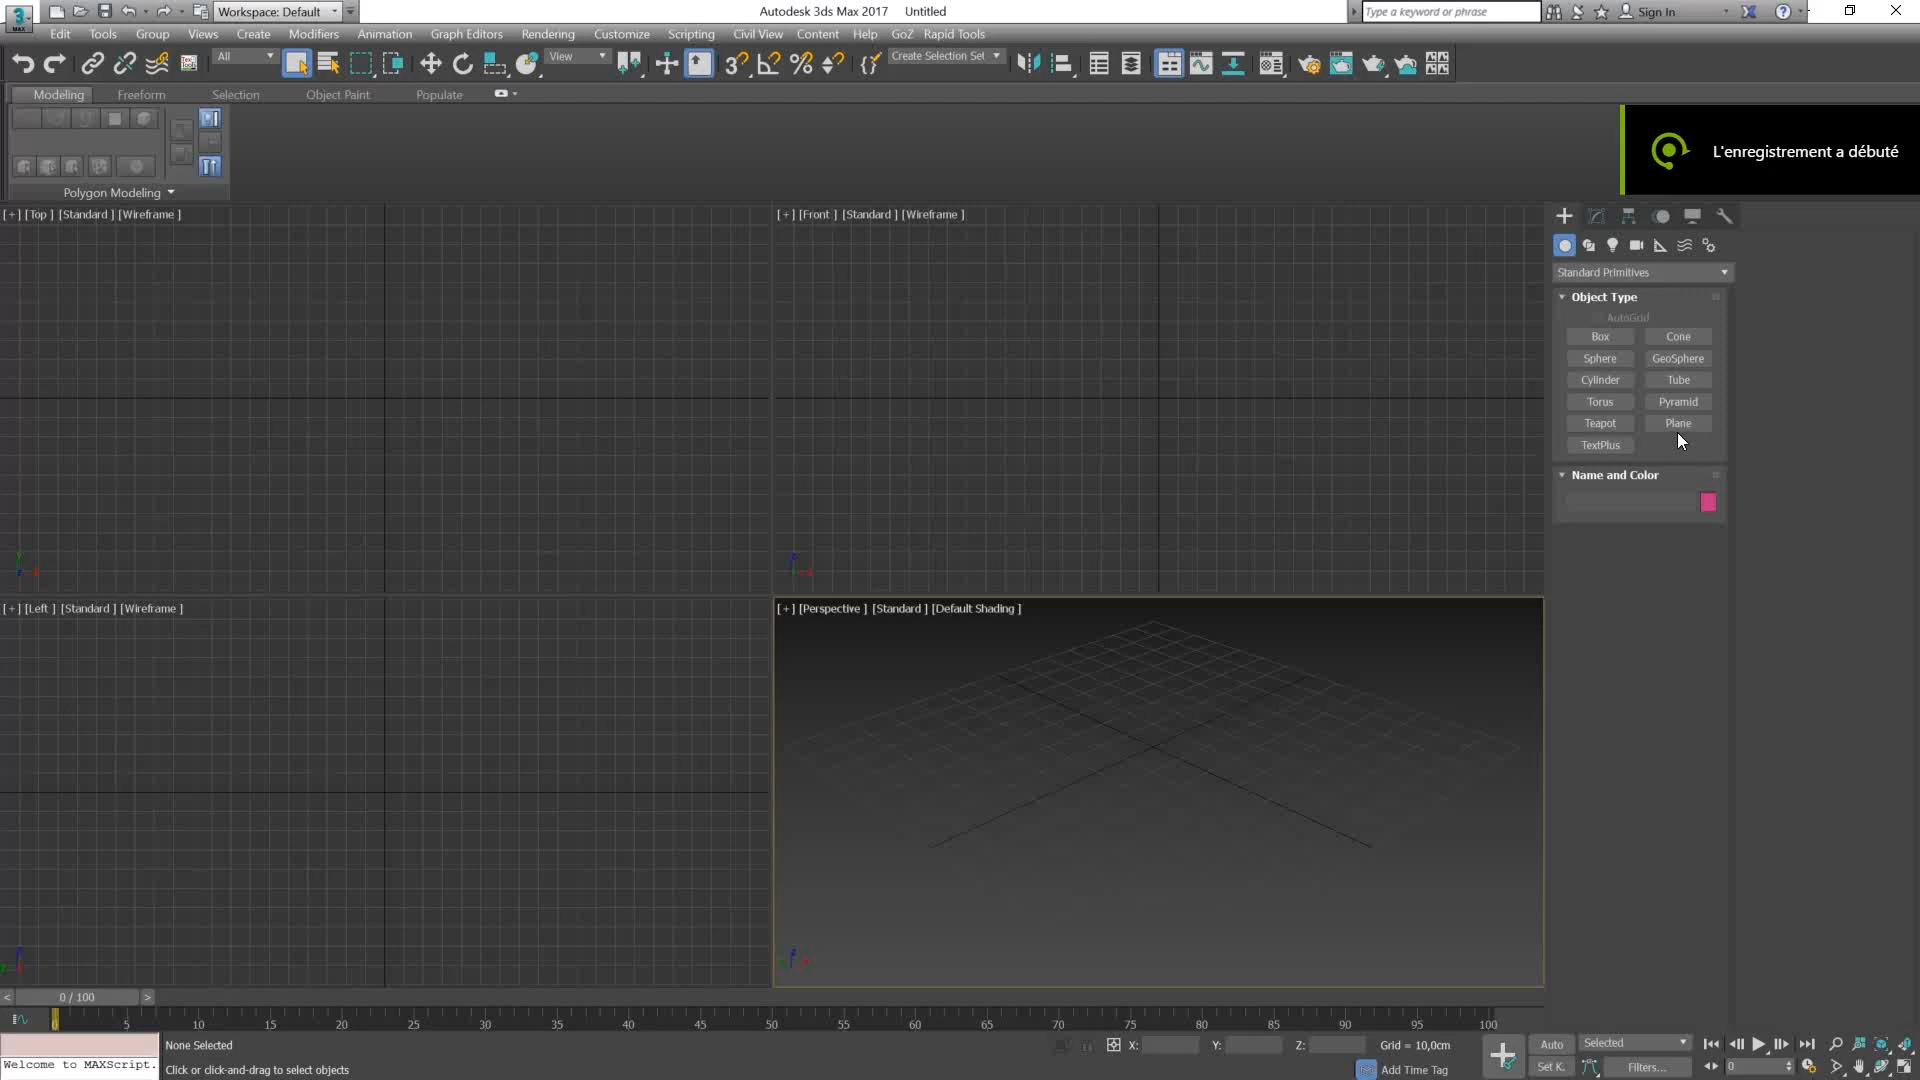 Workspace: Default
Autodesk 3ds Max 2017 Untitled
Type a keyword or phrase
Sign In
MAX
Edit Tools Group Views Create Modifiers Animation Graph Editors Rendering Customize Scripting Civil View Content Help GoZ Rapid Tools
All
View
Create Selection Set
Modeling Freeform Selection Object Paint Populate
Polygon Modeling
L'enregistrement a débuté
[+] [Top ] [Standard ] [Wireframe ]
[+] [Front ] [Standard ] [Wireframe ]
Standard Primitives
Object Type
AutoGrid
Box Cone
Sphere GeoSphere
Cylinder Tube
Torus Pyramid
Teapot Plane
TextPlus
Name and Color
[+] [Left ] [Standard ] [Wireframe ]
[+] [Perspective ] [Standard ] [Default Shading ]
< 0 / 100 >
0 5 10 15 20 25 30 35 40 45 50 55 60 65 70 75 80 85 90 95 100
None Selected
X: Y: Z: Grid = 10,0cm
Auto Selected
Welcome to MAXScript.
Click or click-and-drag to select objects
Add Time Tag
Set K. Filters... 0